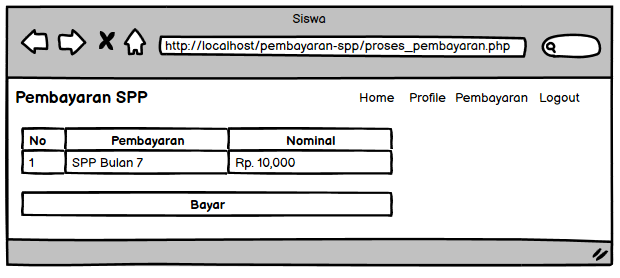 Siswa
http://localhost/pembayaran-spp/proses_pembayaran.php
Pembayaran SPP Home Profile Pembayaran Logout
No Pembayaran Nominal
1 SPP Bulan 7 Rp. 10,000
Bayar